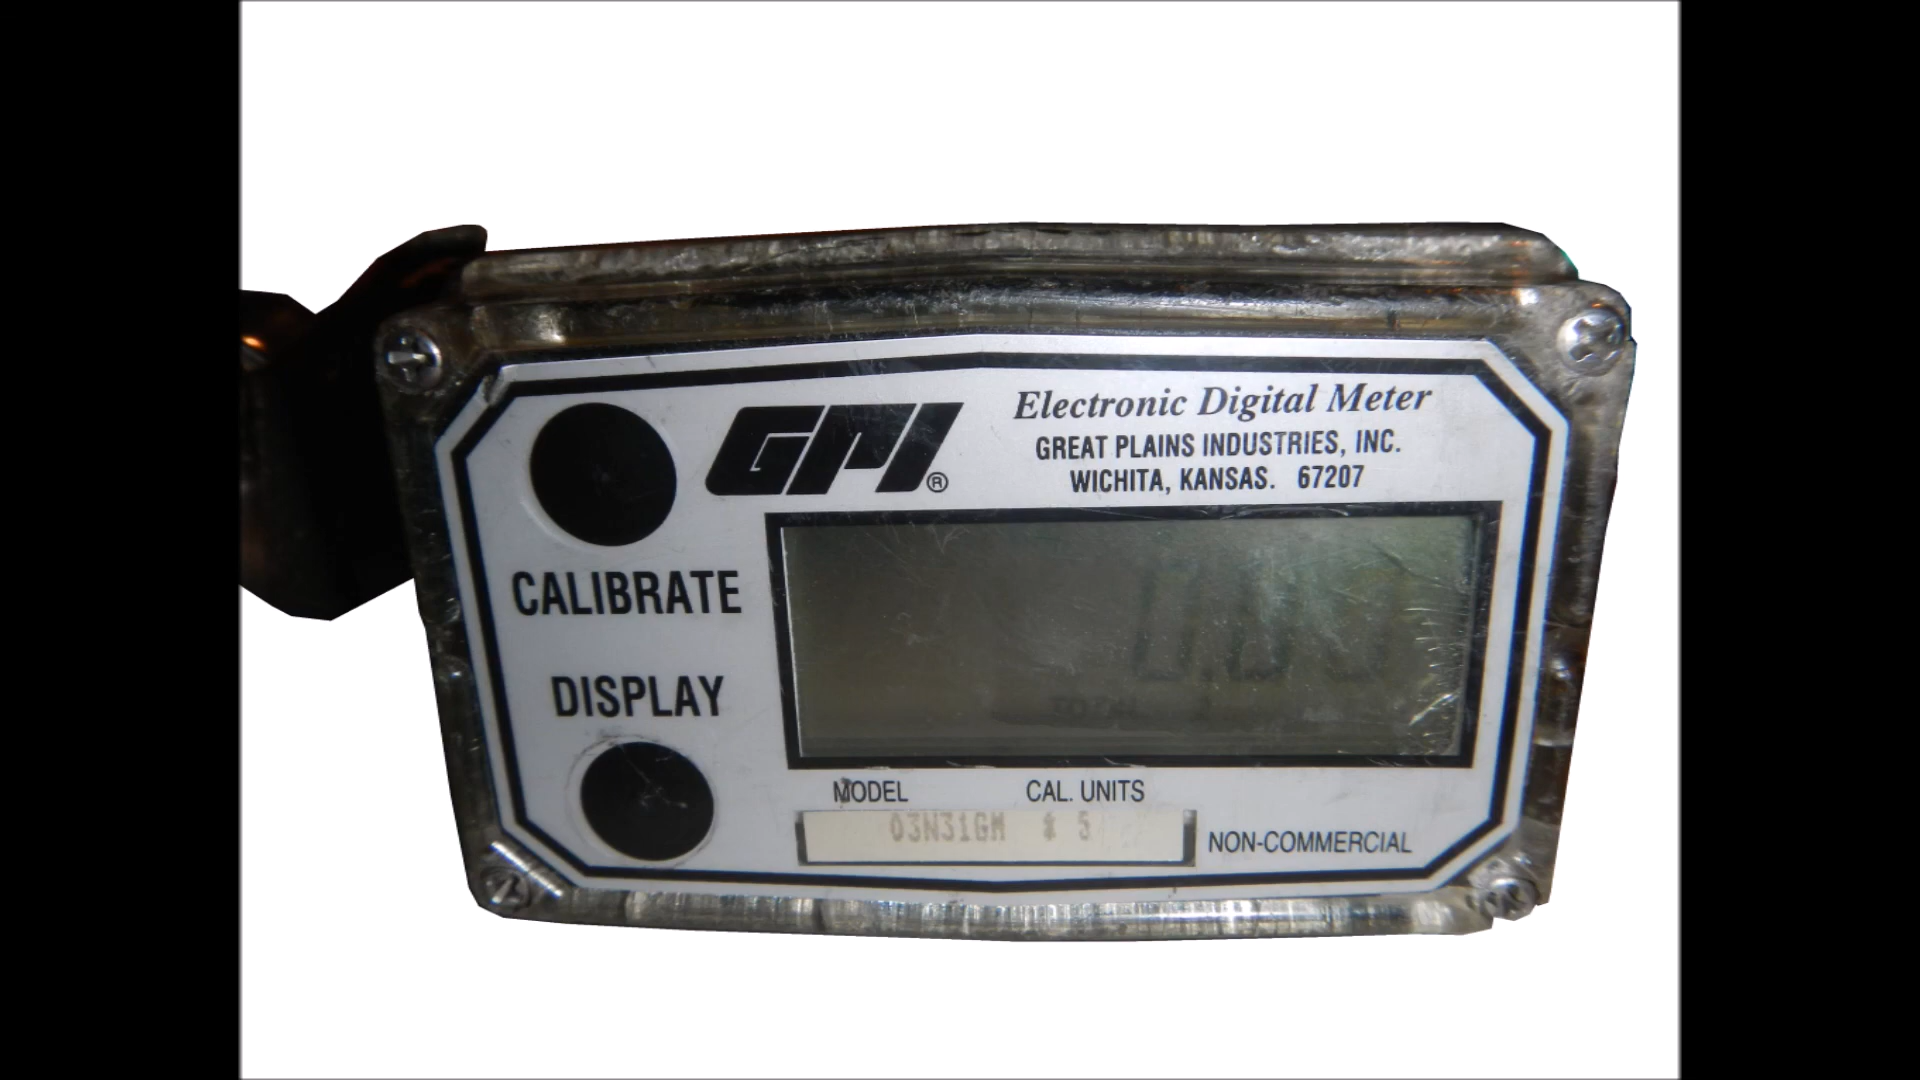 GPI®
Electronic Digital Meter
GREAT PLAINS INDUSTRIES, INC.
WICHITA, KANSAS. 67207
CALIBRATE
DISPLAY
MODEL CAL. UNITS
03N31GM 5
NON-COMMERCIAL